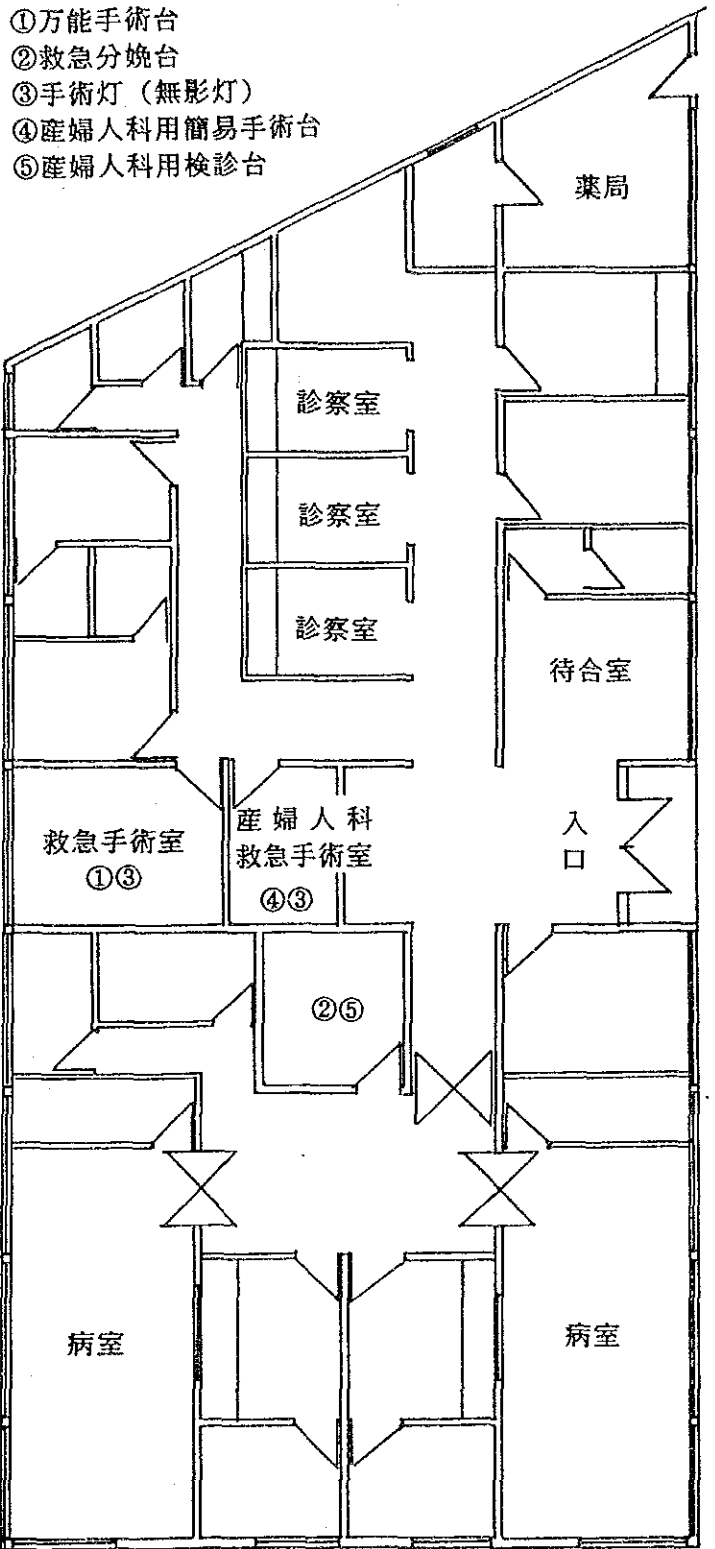 ①万能手術台
②救急分娩台
③手術灯（無影灯）
④産婦人科用簡易手術台
⑤産婦人科用検診台
薬局
診察室
診察室
診察室
待合室
救急手術室
①③
産婦人科
救急手術室
④③
入
口
②⑤
病室
病室